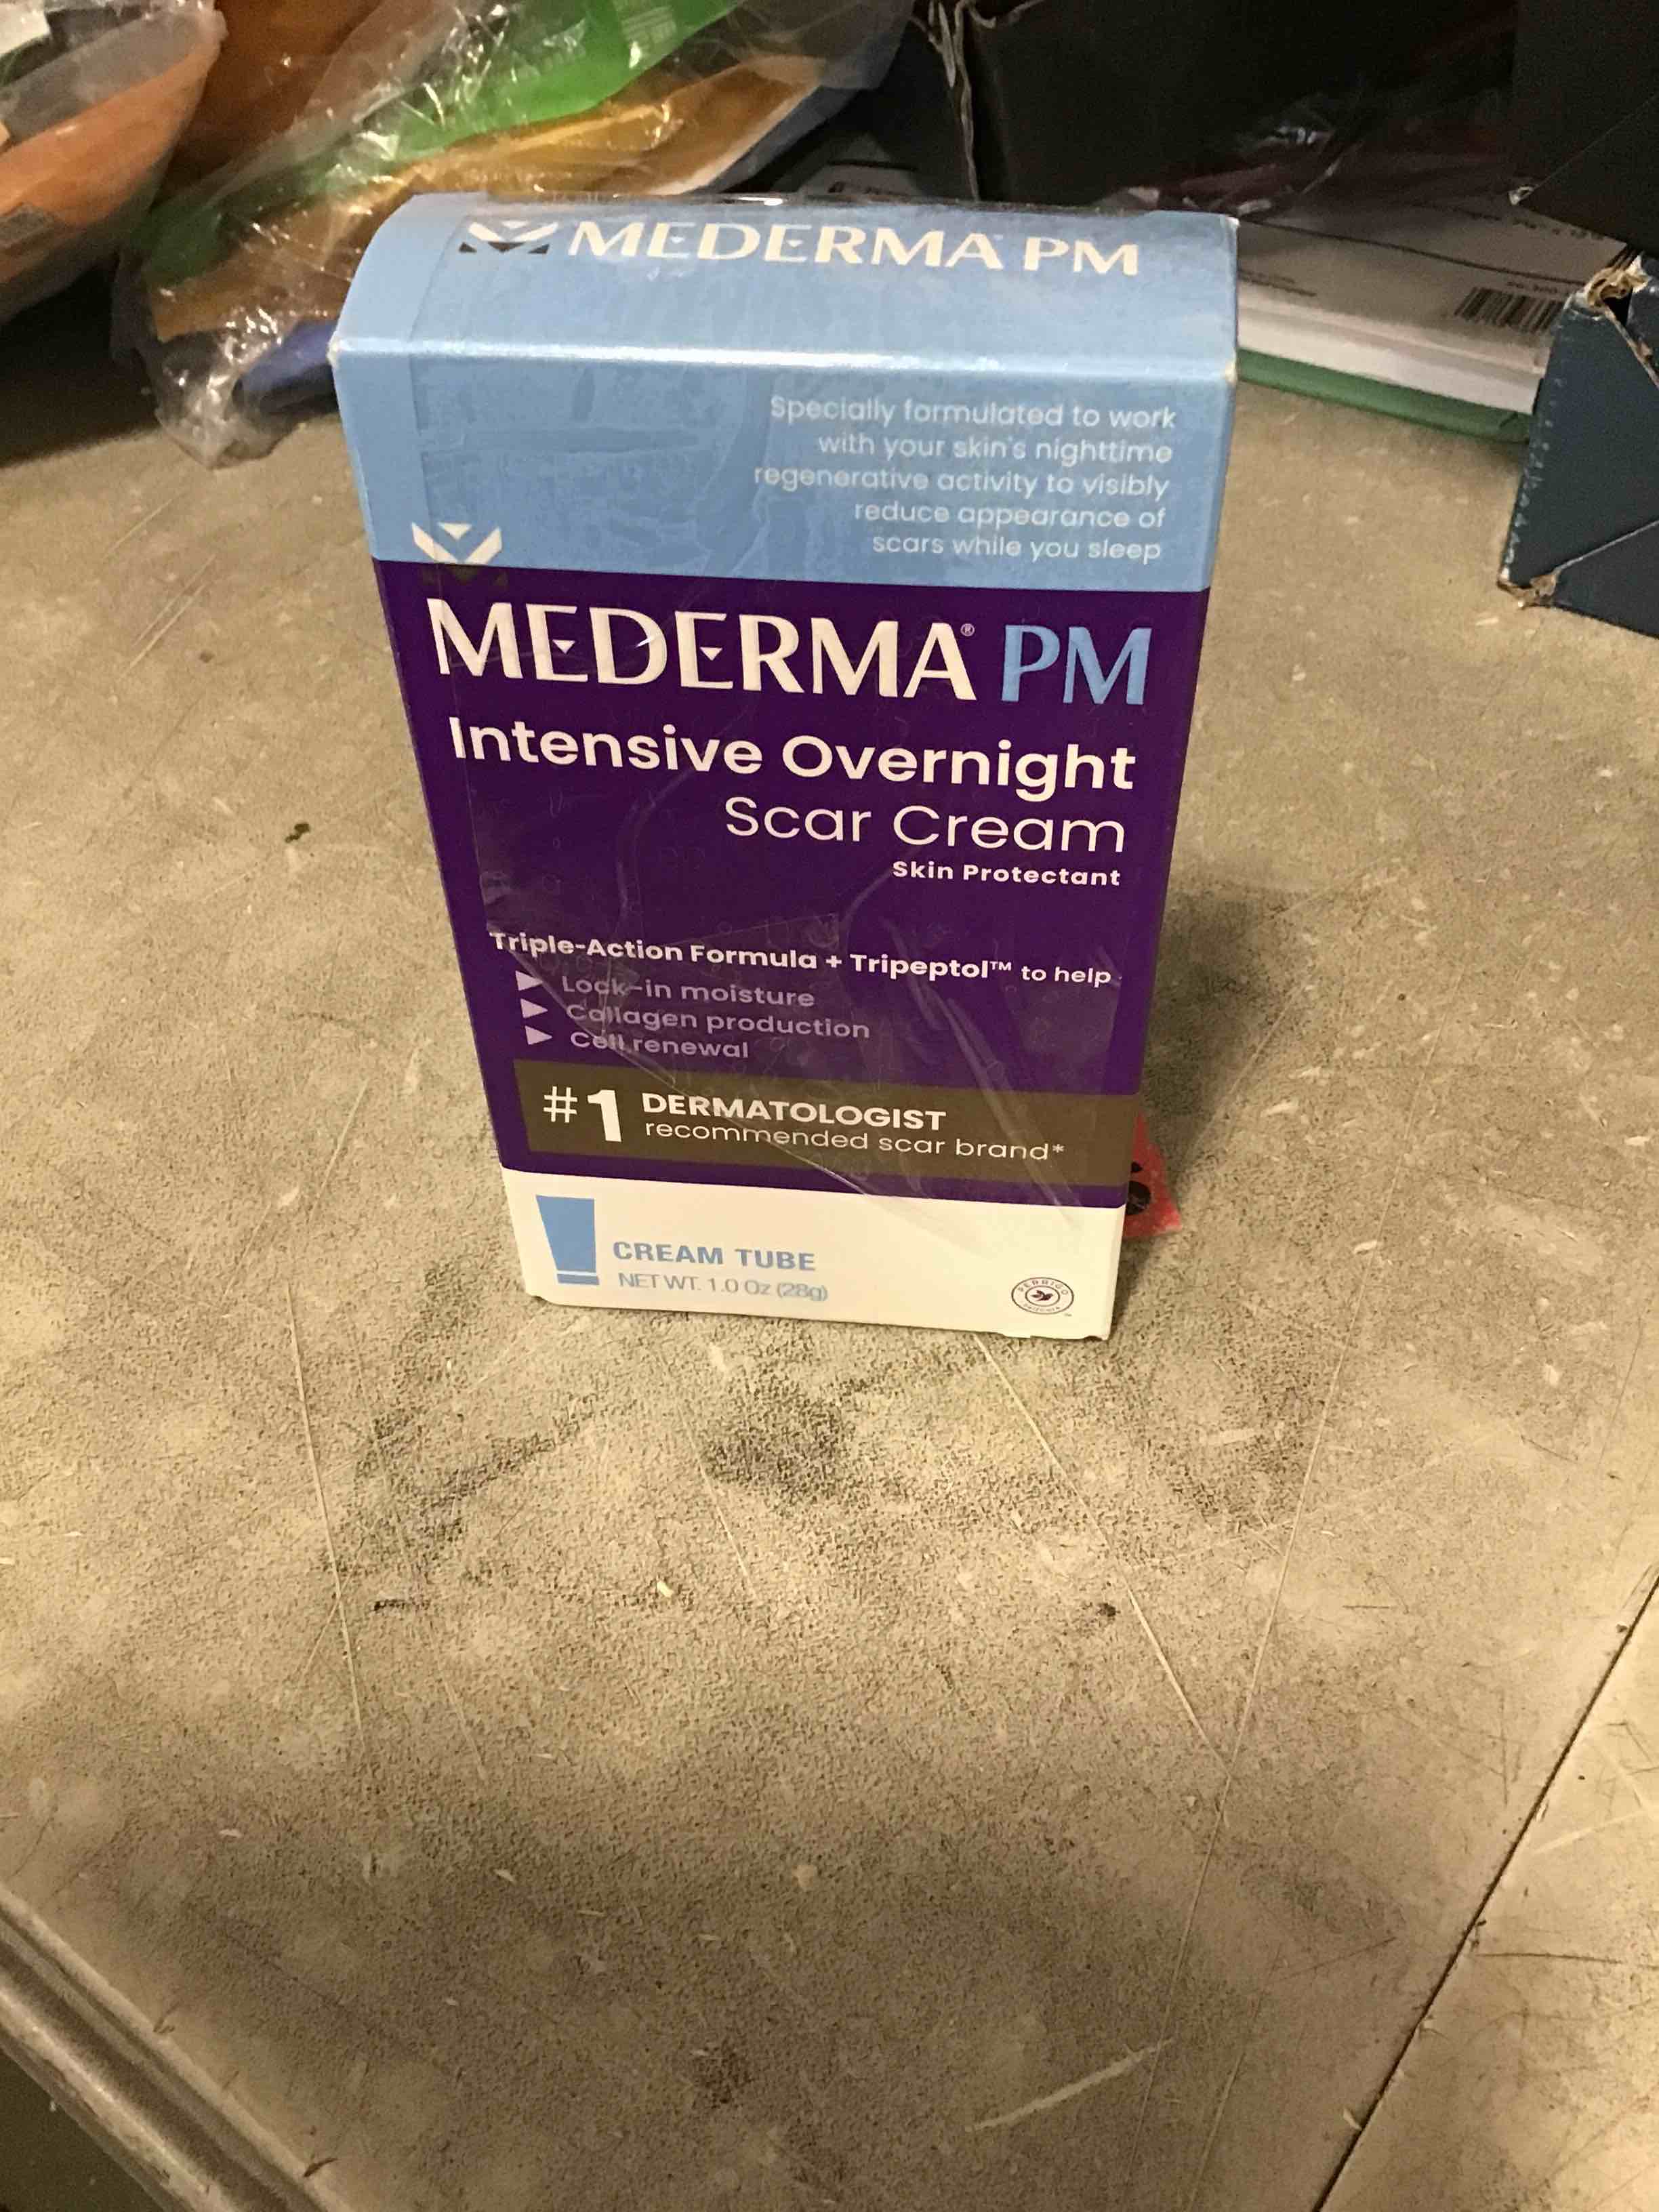 MEDERMA PM
Specially formulated to work
with your skin's nighttime
regenerative activity to visibly
reduce appearance of
scars while you sleep
MEDERMA® PM
Intensive Overnight
Scar Cream
Skin Protectant
Triple-Action Formula + Tripeptol™ to help
Lock-in moisture
Collagen production
Cell renewal
#1 DERMATOLOGIST
recommended scar brand*
CREAM TUBE
NET WT. 1.0 Oz (28g)
PERRIGO